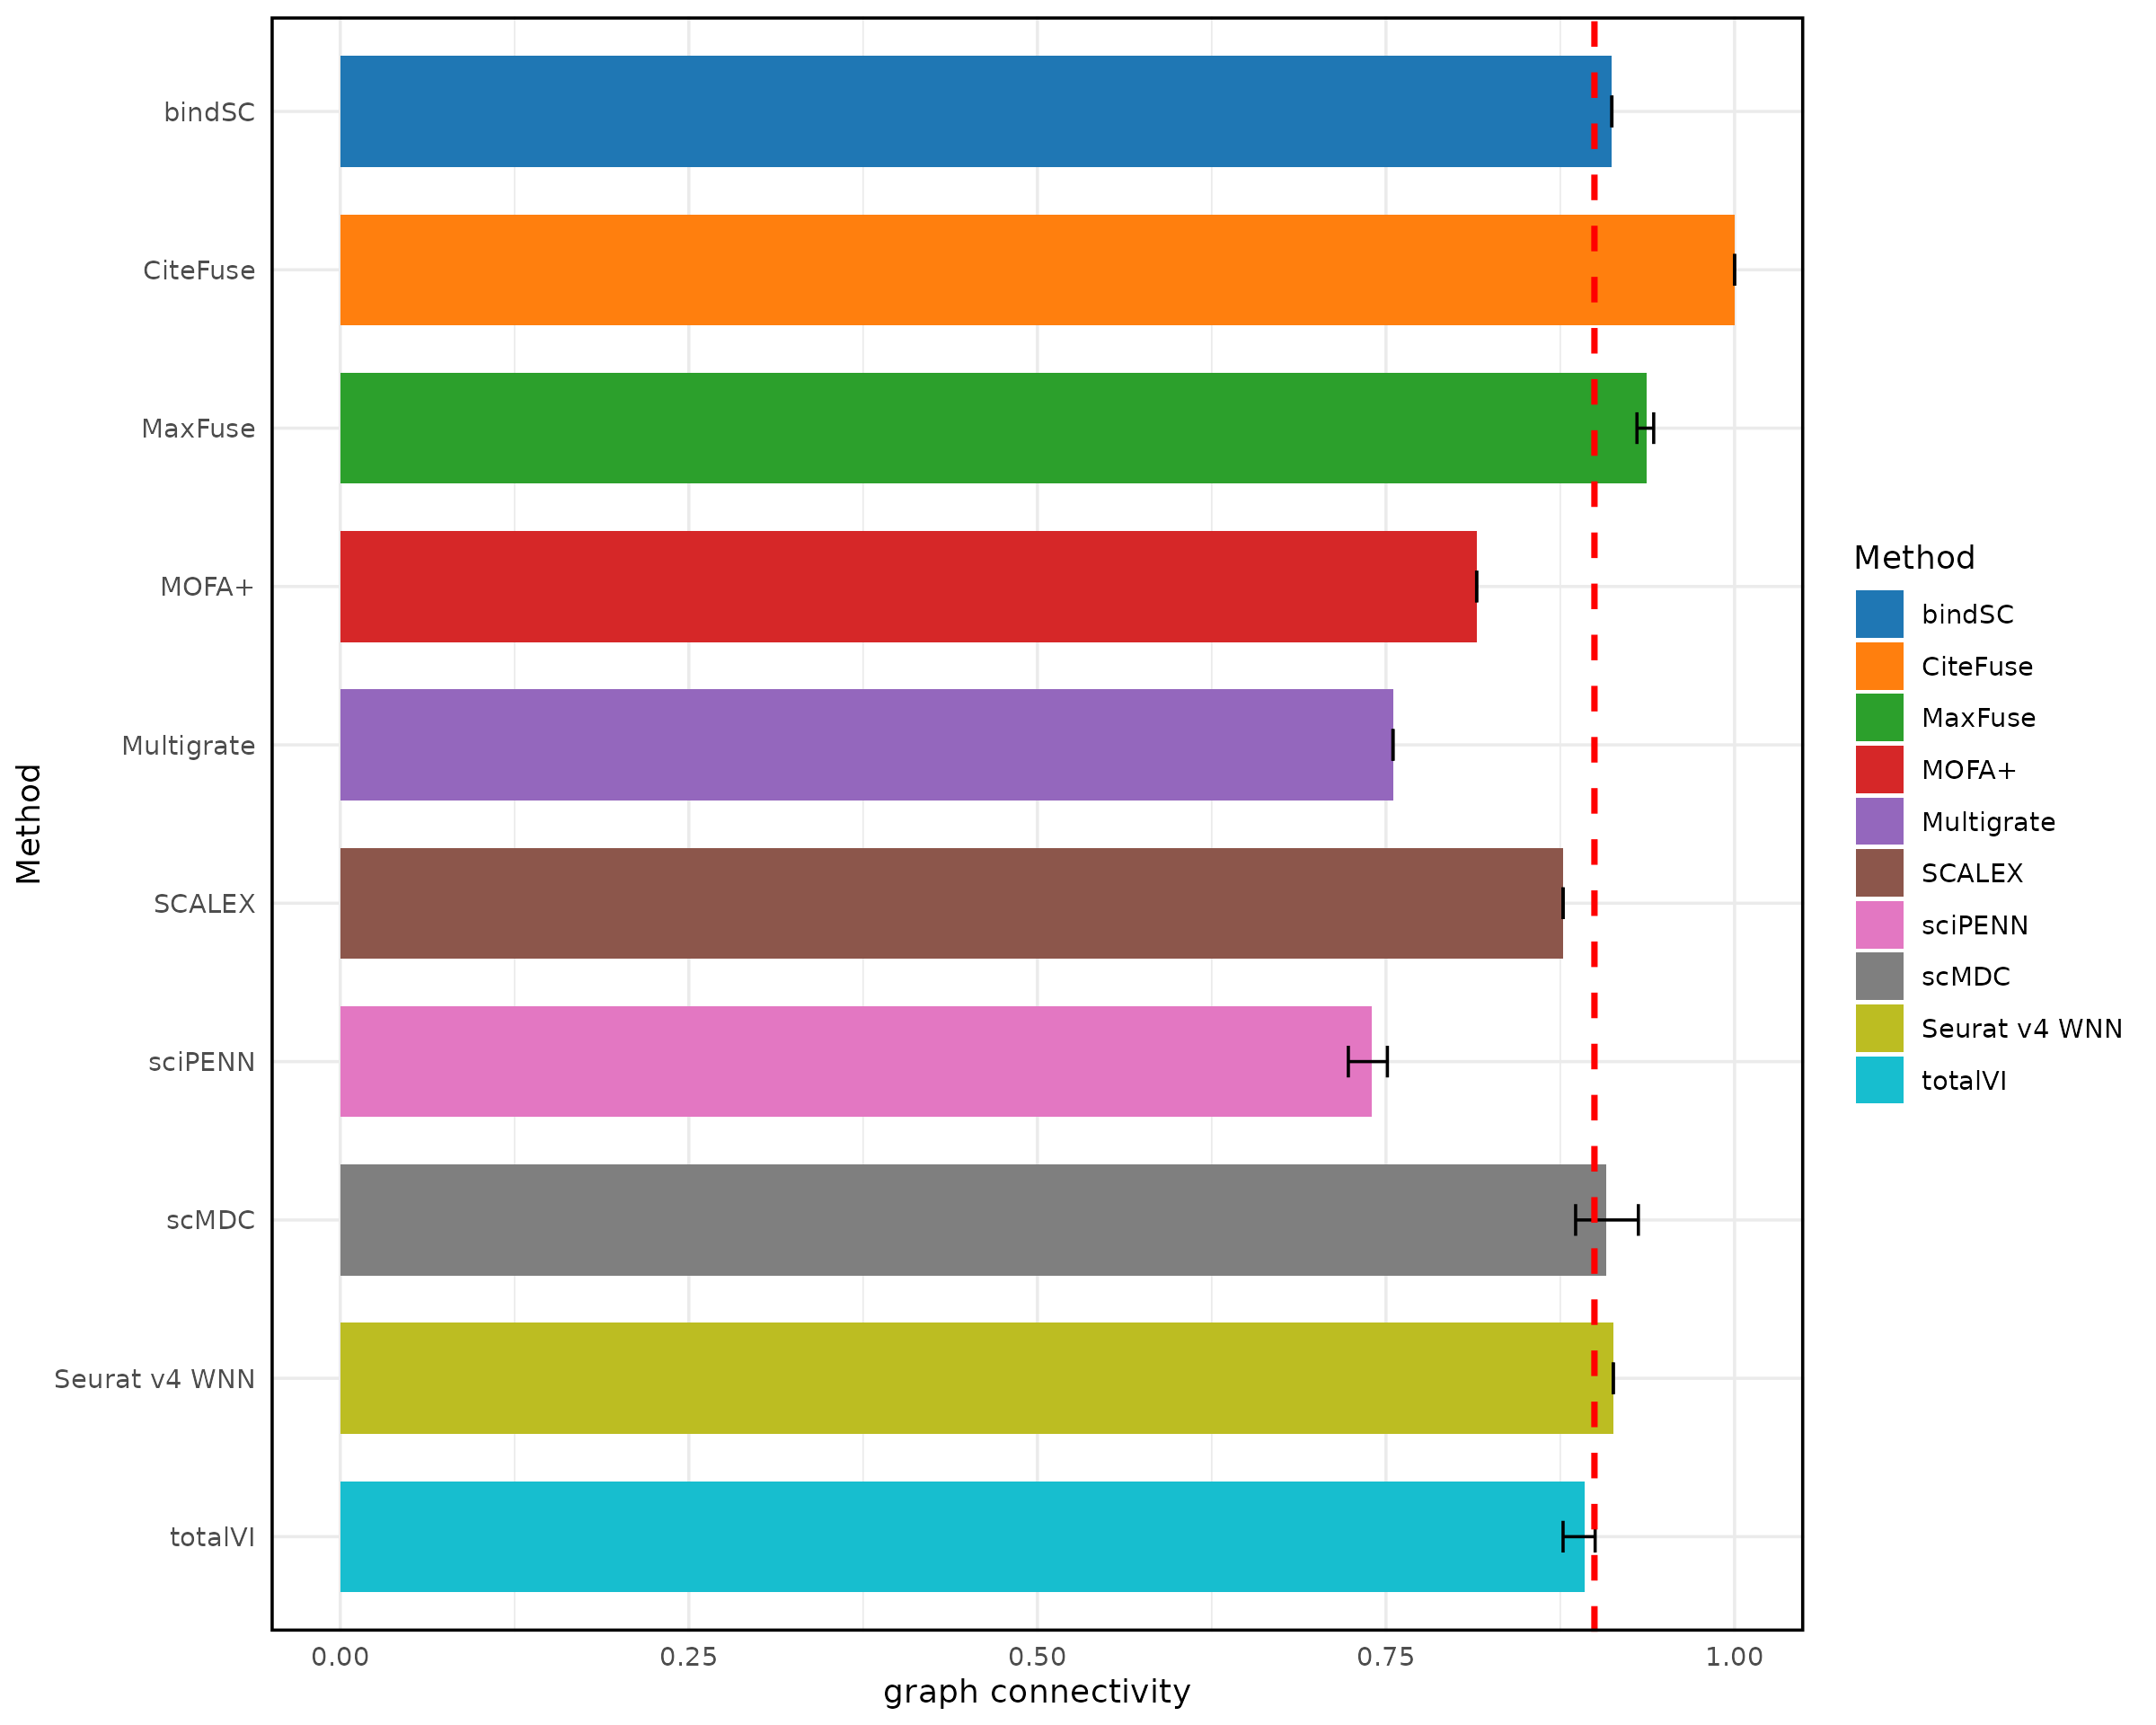 Method
bindSC
CiteFuse
MaxFuse
MOFA+
Multigrate
SCALEX
sciPENN
scMDC
Seurat v4 WNN
totalVI
0.00 0.25 0.50 0.75 1.00
graph connectivity
Method
bindSC
CiteFuse
MaxFuse
MOFA+
Multigrate
SCALEX
sciPENN
scMDC
Seurat v4 WNN
totalVI